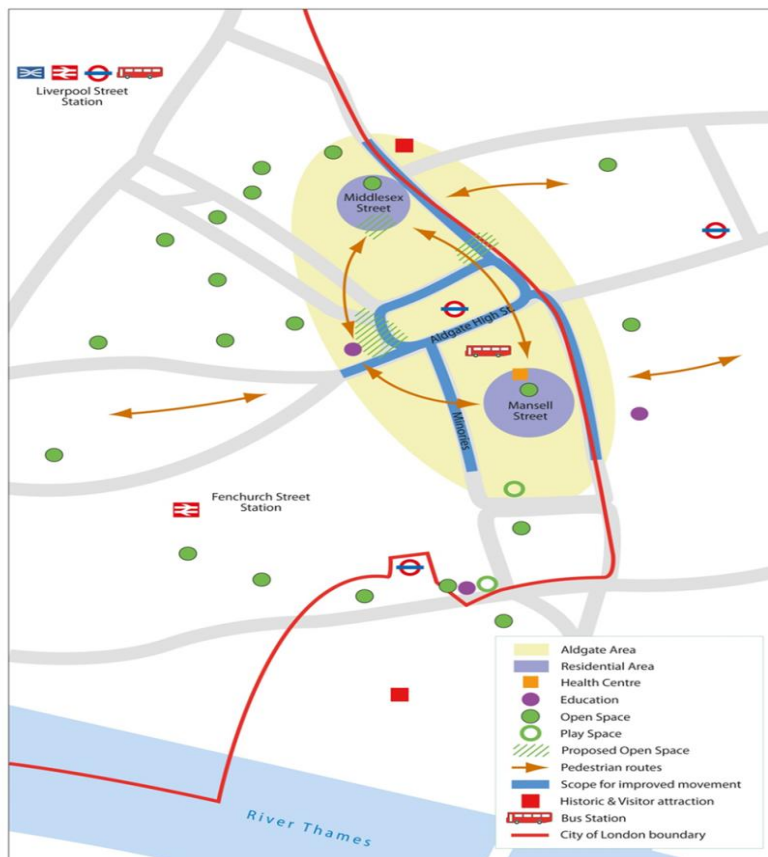 Liverpool Street
Station
Middlesex
Street
Aldgate High St.
Mansell
Street
Minories
Fenchurch Street
Station
River Thames
Aldgate Area
Residential Area
Health Centre
Education
Open Space
Play Space
Proposed Open Space
Pedestrian routes
Scope for improved movement
Historic & Visitor attraction
Bus Station
City of London boundary